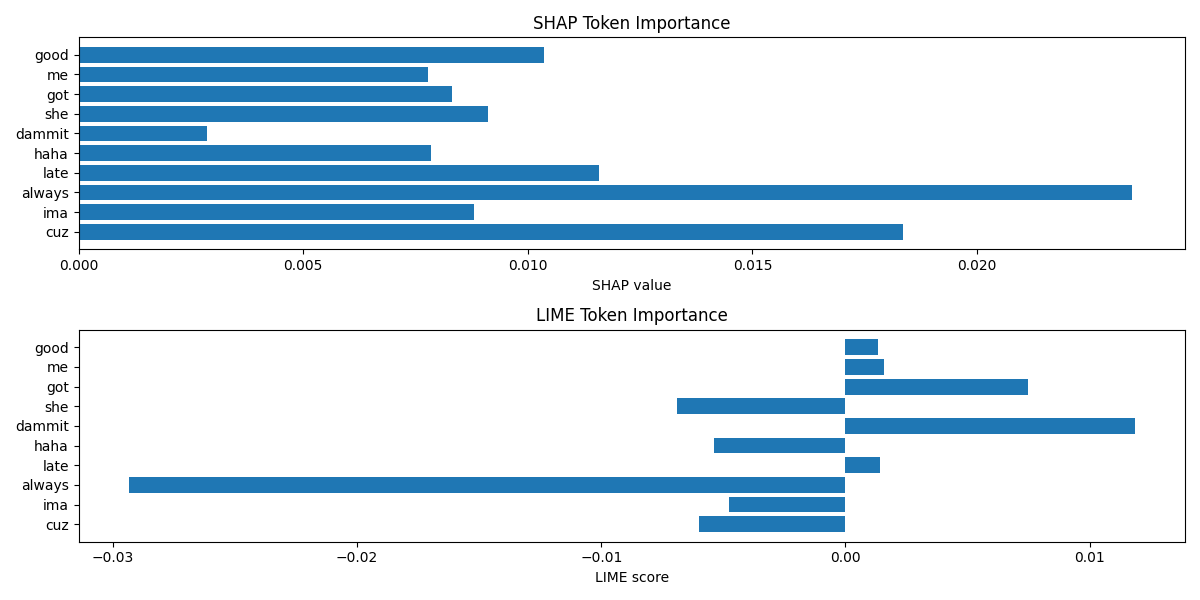 SHAP Token Importance
good
me
got
she
dammit
haha
late
always
ima
cuz
0.000 0.005 0.010 0.015 0.020
SHAP value
LIME Token Importance
good
me
got
she
dammit
haha
late
always
ima
cuz
−0.03 −0.02 −0.01 0.00 0.01
LIME score